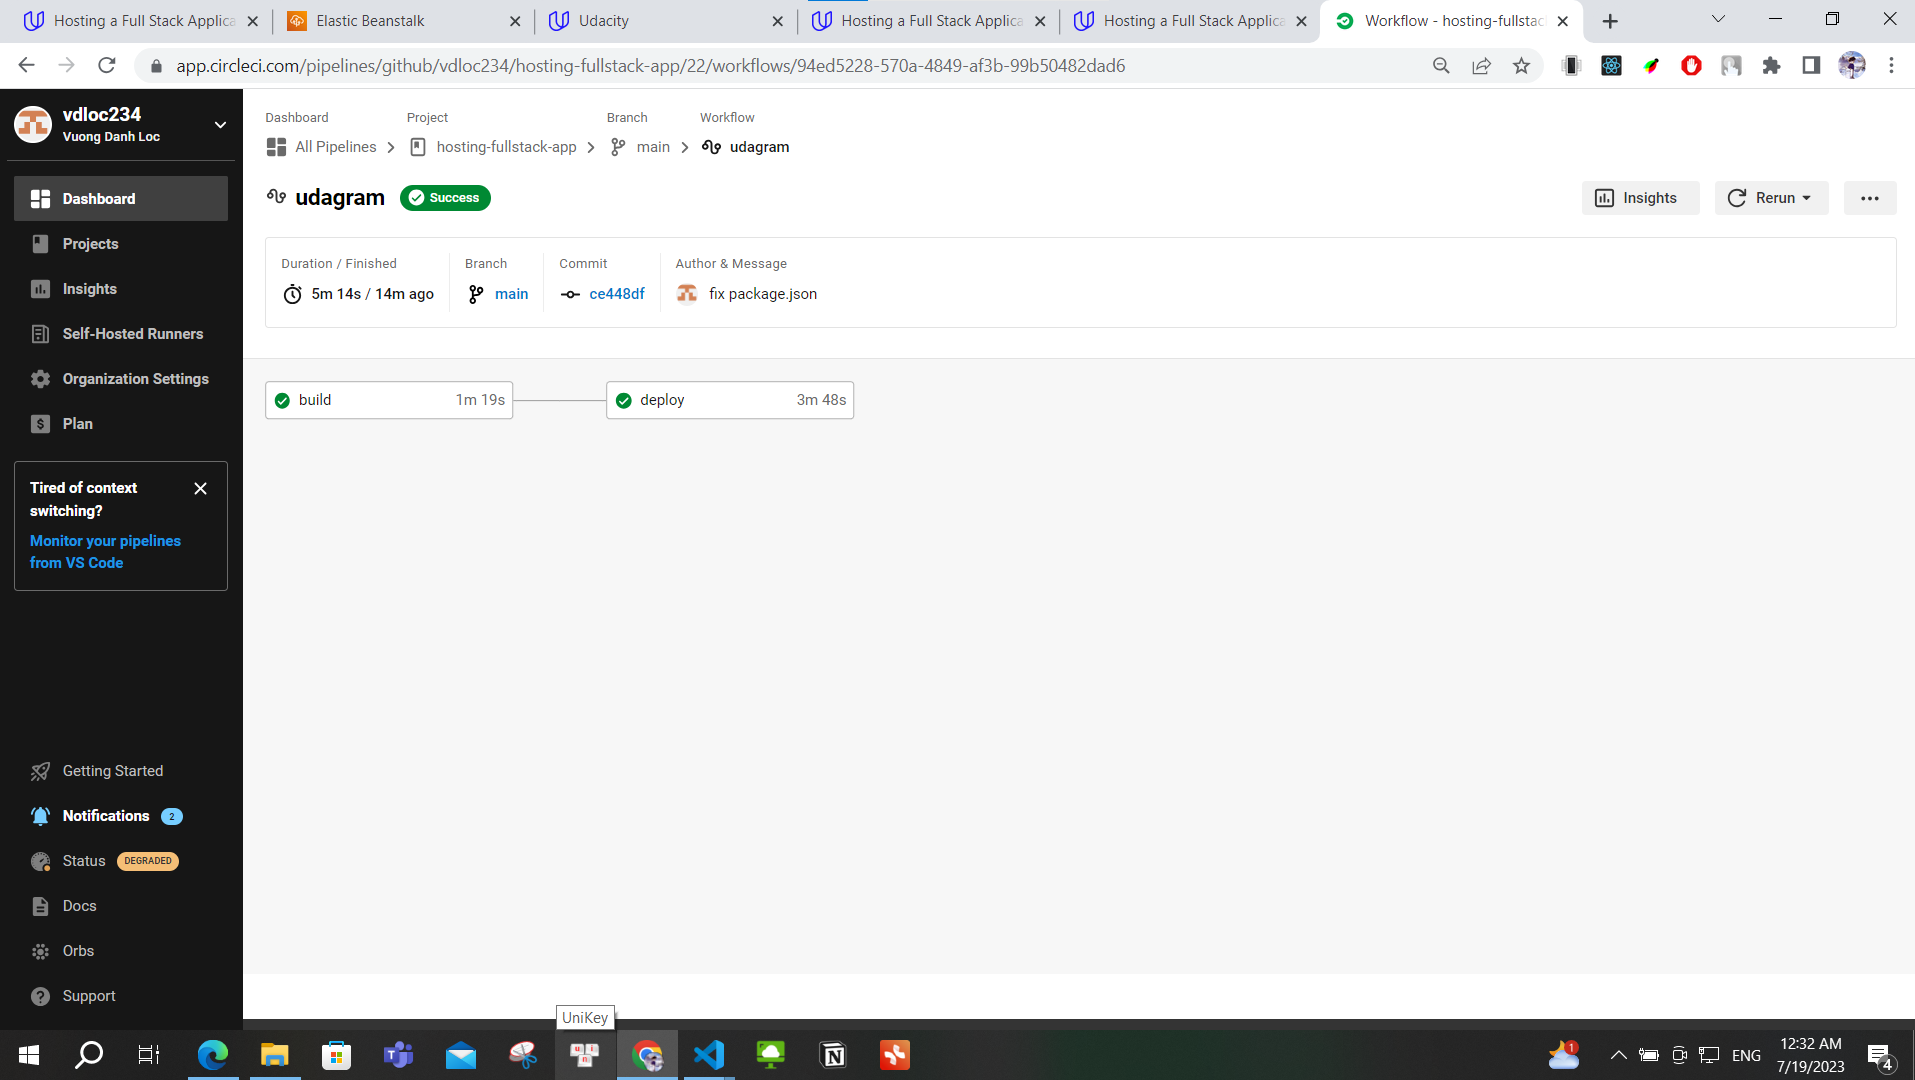 Hosting a Full Stack Applica
Elastic Beanstalk
Udacity
Hosting a Full Stack Applica
Hosting a Full Stack Applica
Workflow - hosting-fullstac
app.circleci.com/pipelines/github/vdloc234/hosting-fullstack-app/22/workflows/94ed5228-570a-4849-af3b-99b50482dad6
vdloc234
Vuong Danh Loc
Dashboard
Projects
Insights
Self-Hosted Runners
Organization Settings
Plan
Tired of context
switching?
Monitor your pipelines
from VS Code
Getting Started
Notifications 2
Status DEGRADED
Docs
Orbs
Support
Dashboard Project Branch Workflow
All Pipelines hosting-fullstack-app main udagram
udagram Success
Insights Rerun
Duration / Finished Branch Commit Author & Message
5m 14s / 14m ago main ce448df fix package.json
build 1m 19s
deploy 3m 48s
UniKey
1
ENG
12:32 AM
7/19/2023
4